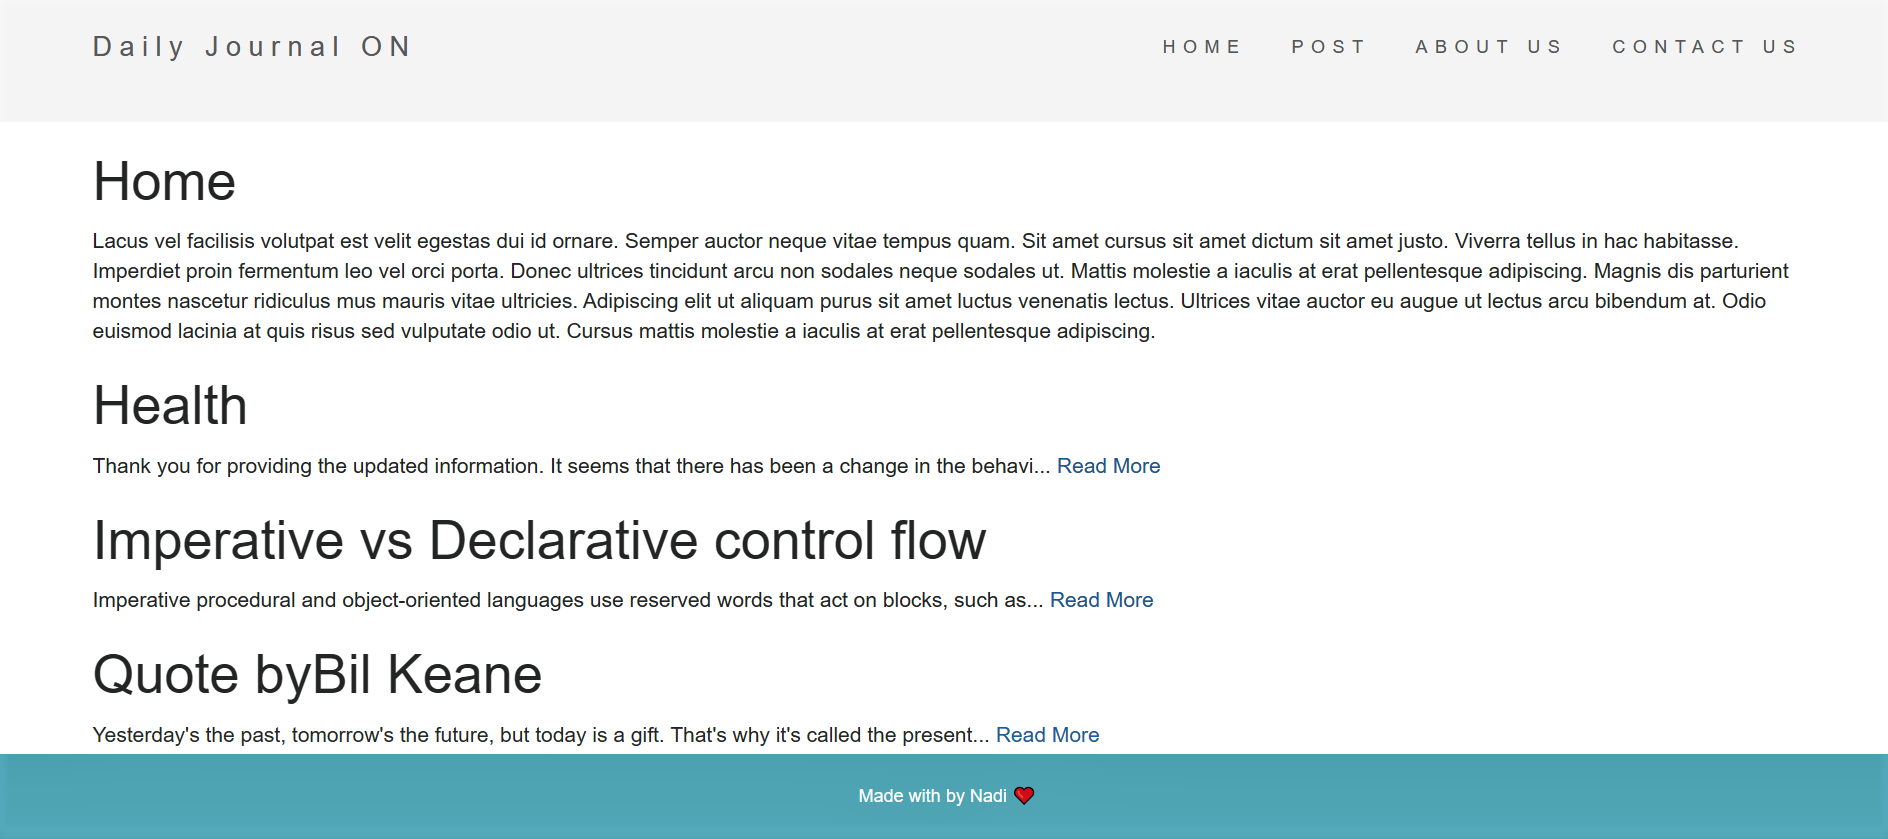 Daily Journal ON
HOME POST ABOUT US CONTACT US
Home
Lacus vel facilisis volutpat est velit egestas dui id ornare. Semper auctor neque vitae tempus quam. Sit amet cursus sit amet dictum sit amet justo. Viverra tellus in hac habitasse.
Imperdiet proin fermentum leo vel orci porta. Donec ultrices tincidunt arcu non sodales neque sodales ut. Mattis molestie a iaculis at erat pellentesque adipiscing. Magnis dis parturient
montes nascetur ridiculus mus mauris vitae ultricies. Adipiscing elit ut aliquam purus sit amet luctus venenatis lectus. Ultrices vitae auctor eu augue ut lectus arcu bibendum at. Odio
euismod lacinia at quis risus sed vulputate odio ut. Cursus mattis molestie a iaculis at erat pellentesque adipiscing.
Health
Thank you for providing the updated information. It seems that there has been a change in the behavi... Read More
Imperative vs Declarative control flow
Imperative procedural and object-oriented languages use reserved words that act on blocks, such as... Read More
Quote byBil Keane
Yesterday's the past, tomorrow's the future, but today is a gift. That's why it's called the present... Read More
Made with by Nadi ❤️